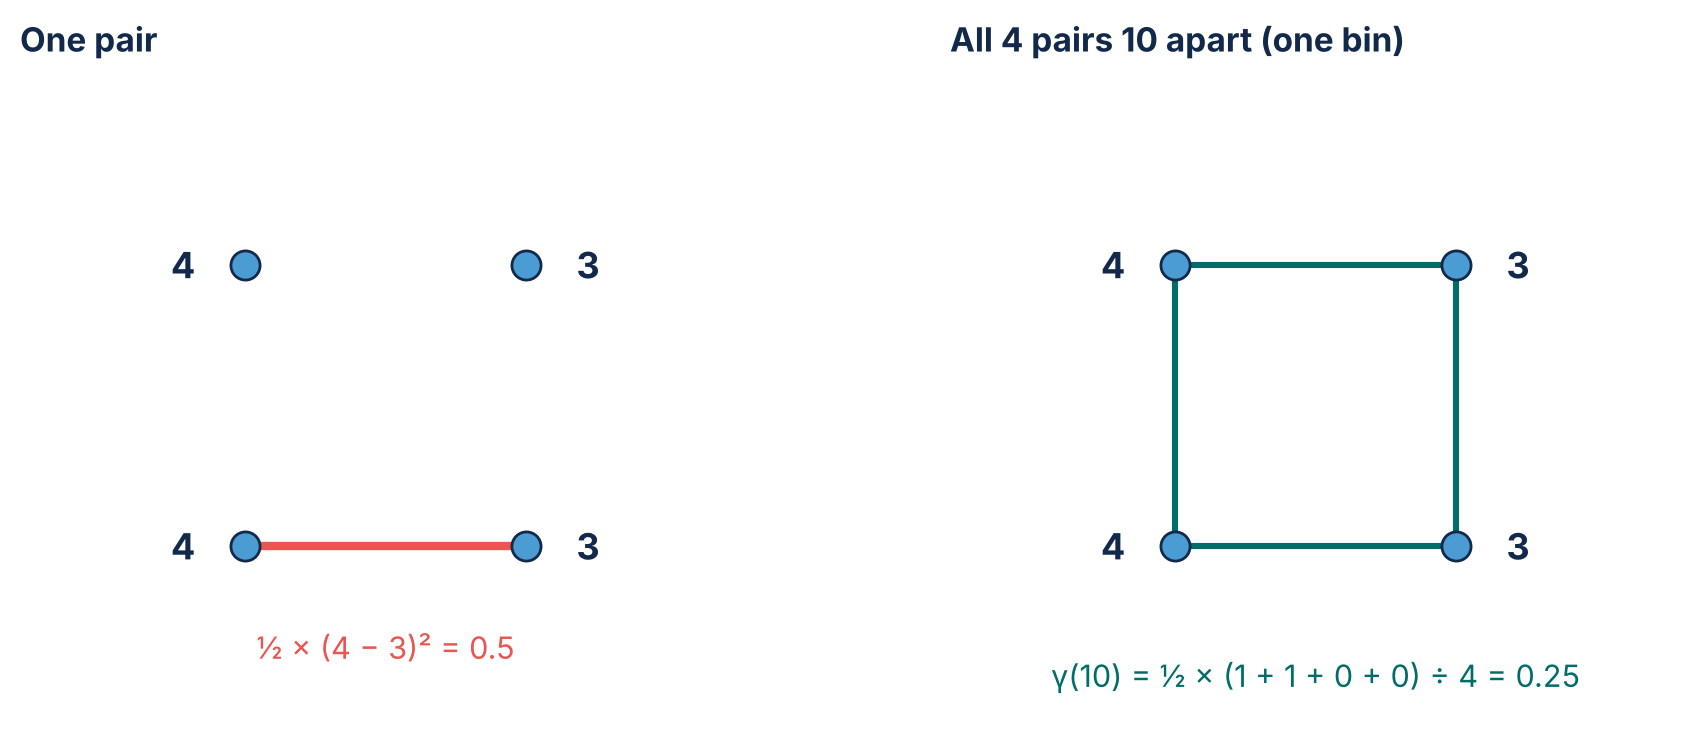 One pair
4
3
4
3
½ × (4 − 3)² = 0.5
All 4 pairs 10 apart (one bin)
4
3
4
3
γ(10) = ½ × (1 + 1 + 0 + 0) ÷ 4 = 0.25